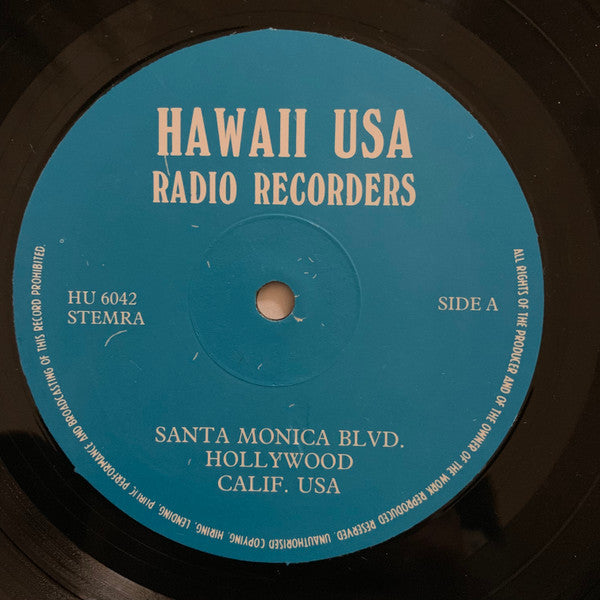 HAWAII USA
RADIO RECORDERS
HU 6042
STEMRA
SIDE A
SANTA MONICA BLVD.
HOLLYWOOD
CALIF. USA
ALL RIGHTS OF THE PRODUCER AND OF THE OWNER OF THE WORK REPRODUCED RESERVED. UNAUTHORISED COPYING, HIRING, LENDING, PUBLIC PERFORMANCE AND BROADCASTING OF THIS RECORD PROHIBITED.